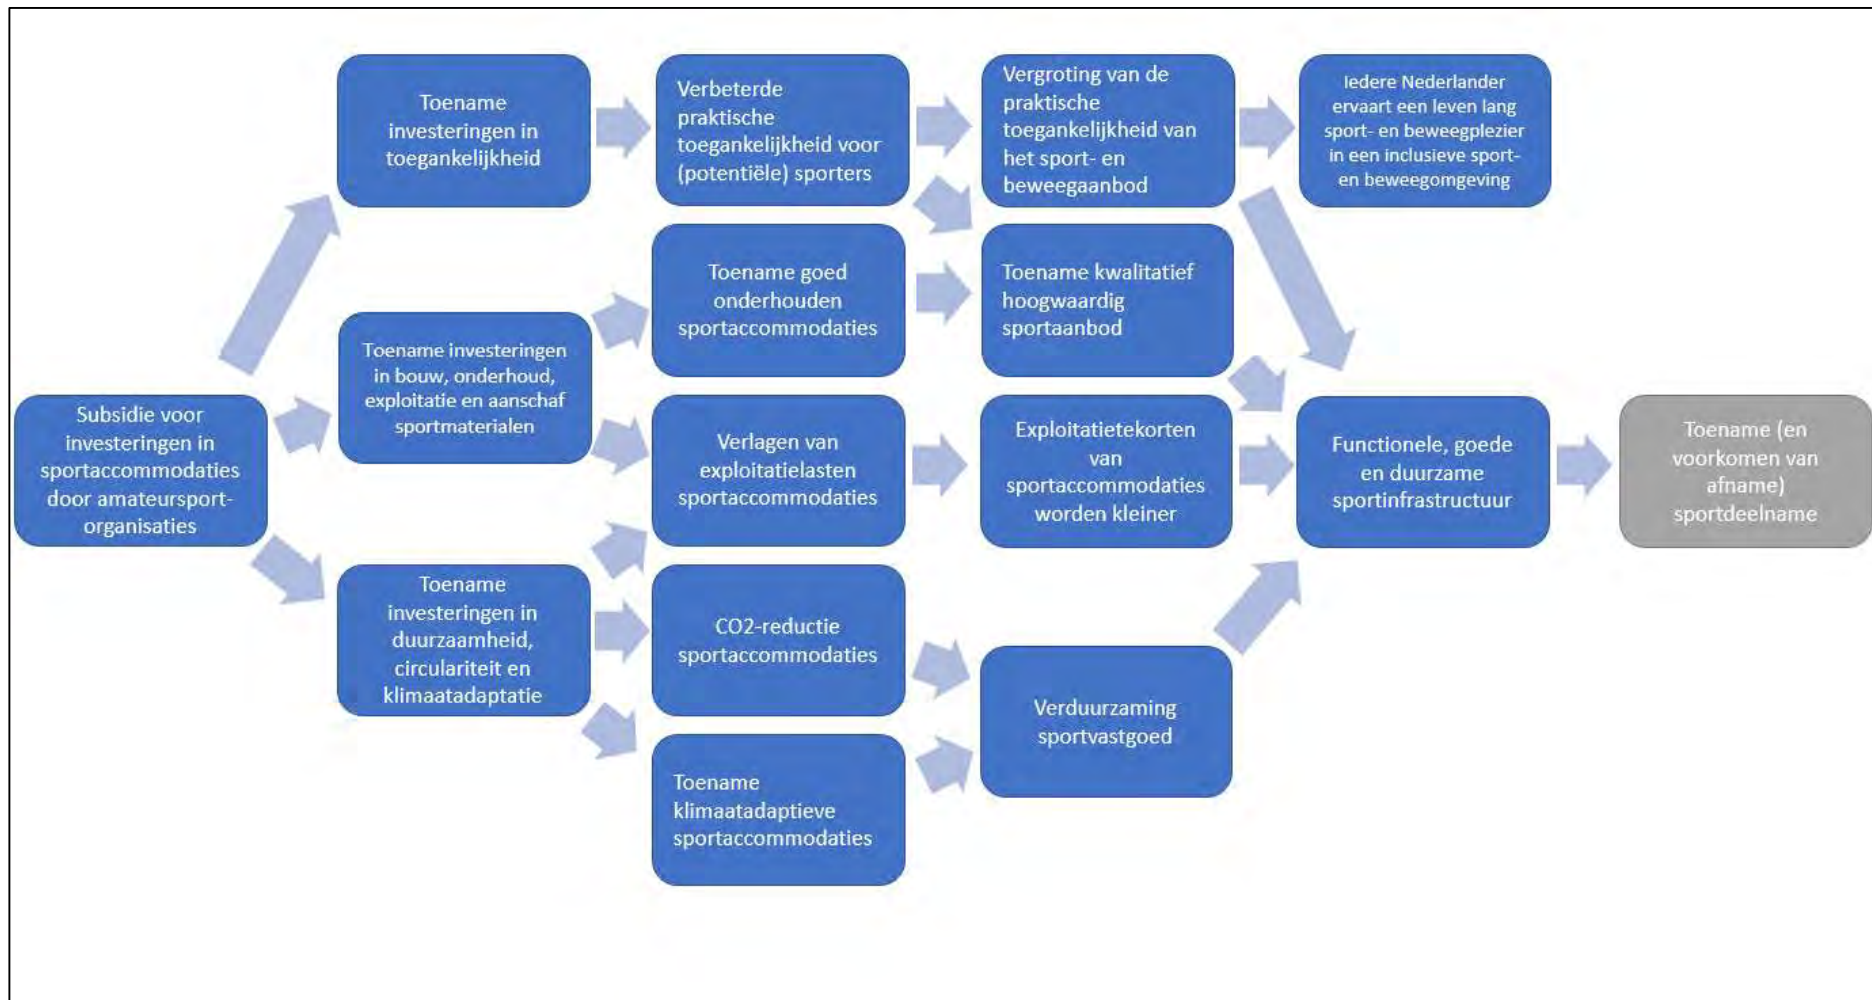 Subsidie voor
investeringen in
sportaccommodaties
door amateursport-
organisaties
Toename
investeringen in
toegankelijkheid
Toename investeringen
in bouw, onderhoud,
exploitatie en aanschaf
sportmaterialen
Toename
investeringen in
duurzaamheid,
circulariteit en
klimaatadaptatie
Verbeterde
praktische
toegankelijkheid voor
(potentiële) sporters
Toename goed
onderhouden
sportaccommodaties
Verlagen van
exploitatielasten
sportaccommodaties
CO2-reductie
sportaccommodaties
Toename
klimaatadaptieve
sportaccommodaties
Vergroting van de
praktische
toegankelijkheid van
het sport- en
beweegaanbod
Toename kwalitatief
hoogwaardig
sportaanbod
Exploitatietekorten
van
sportaccommodaties
worden kleiner
Verduurzaming
sportvastgoed
Iedere Nederlander
ervaart een leven lang
sport- en beweegplezier
in een inclusieve sport-
en beweegomgeving
Functionele, goede
en duurzame
sportinfrastructuur
Toename (en
voorkomen van
afname)
sportdeelname